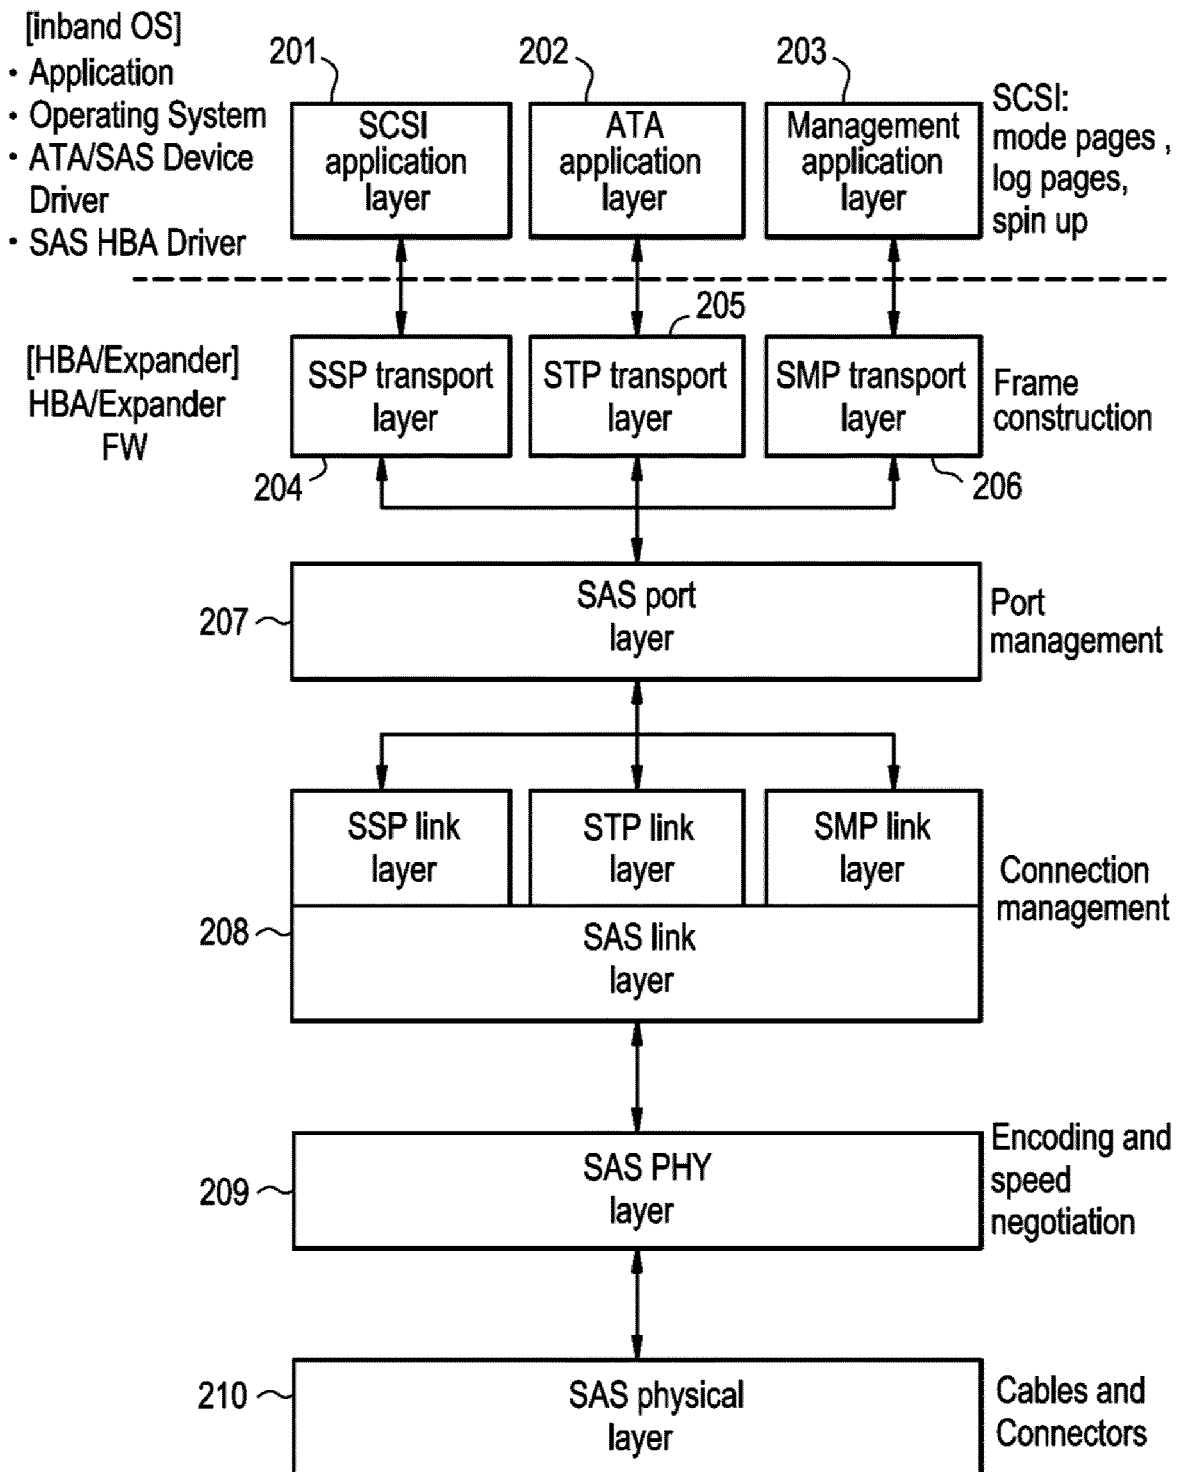 [inband OS]
· Application
· Operating System
· ATA/SAS Device
Driver
· SAS HBA Driver
201
202
203
SCSI
application
layer
ATA
application
layer
Management
application
layer
SCSI:
mode pages ,
log pages,
spin up
[HBA/Expander]
HBA/Expander
FW
SSP transport
layer
204
205
STP transport
layer
SMP transport
layer
206
Frame
construction
207
SAS port
layer
Port
management
SSP link
layer
STP link
layer
SMP link
layer
208
SAS link
layer
Connection
management
209
SAS PHY
layer
Encoding and
speed
negotiation
210
SAS physical
layer
Cables and
Connectors